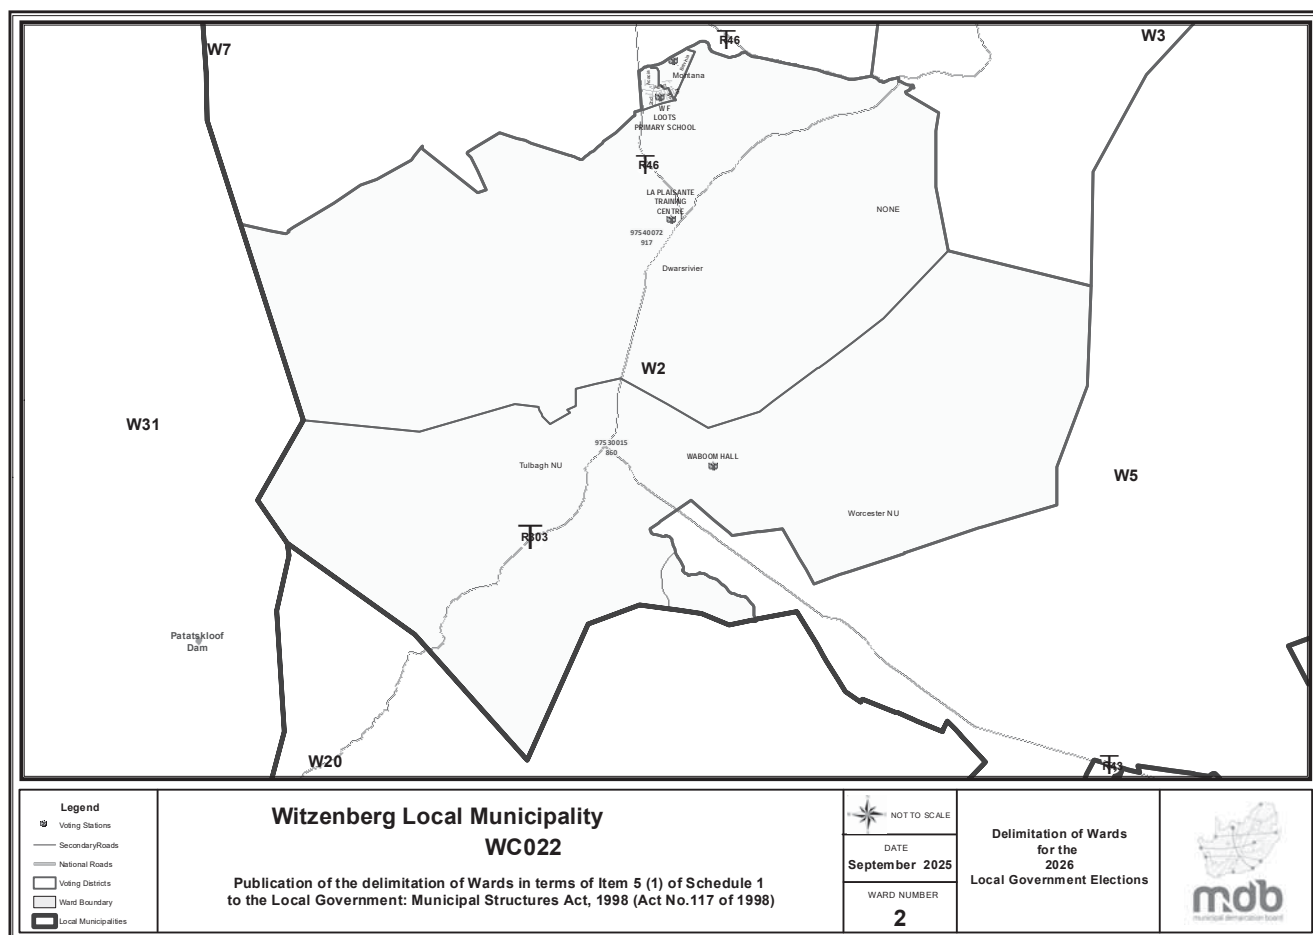 W7
R46
W3
Montana
W F
LOOTS
PRIMARY SCHOOL
R46
LA PLAISANTE
TRAINING
CENTRE
NONE
97540072
917
Dwarsrivier
W2
W31
97530015
860
Tulbagh NU
WABOOM HALL
W5
Worcester NU
R303
Patatskloof
Dam
W20
R43
Legend
Voting Stations
SecondaryRoads
National Roads
Voting Districts
Ward Boundary
Local Municipalities
Witzenberg Local Municipality
WC022
Publication of the delimitation of Wards in terms of Item 5 (1) of Schedule 1
to the Local Government: Municipal Structures Act, 1998 (Act No.117 of 1998)
NOT TO SCALE
DATE
September 2025
WARD NUMBER
2
Delimitation of Wards
for the
2026
Local Government Elections
mdb
municipal demarcation board